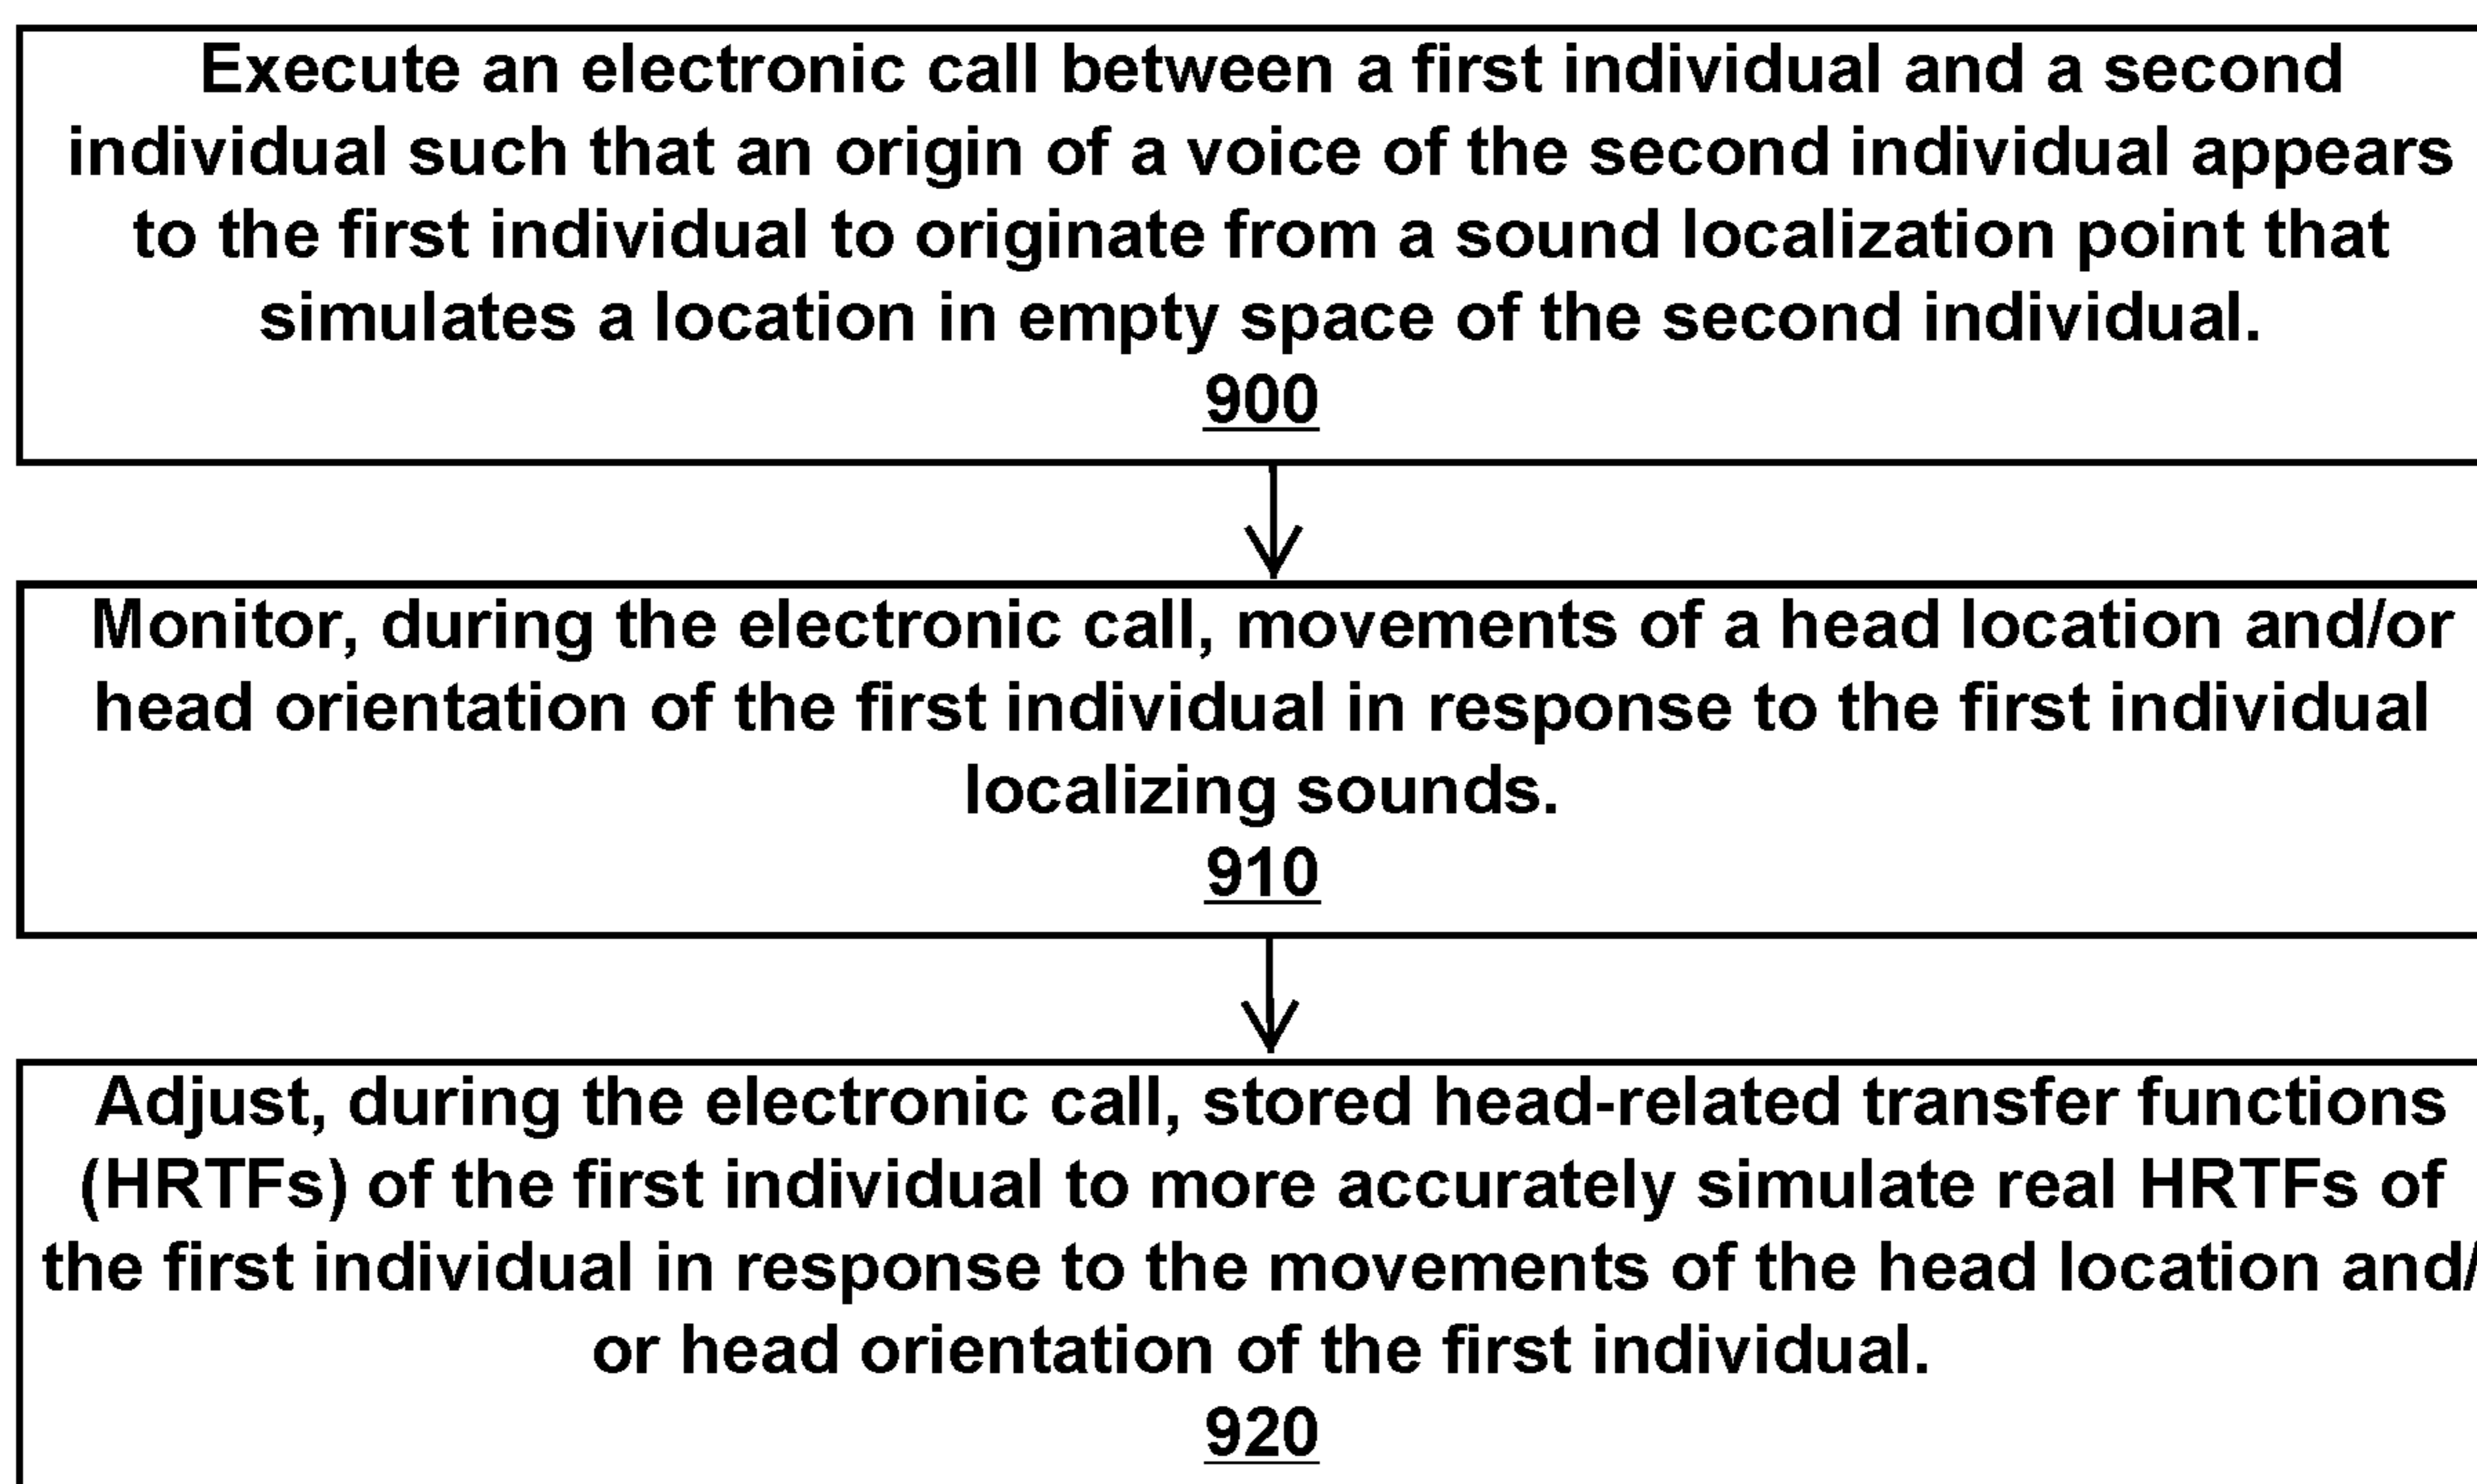 Execute an electronic call between a first individual and a second
individual such that an origin of a voice of the second individual appears
to the first individual to originate from a sound localization point that
simulates a location in empty space of the second individual.
900
Monitor, during the electronic call, movements of a head location and/or
head orientation of the first individual in response to the first individual
localizing sounds.
910
Adjust, during the electronic call, stored head-related transfer functions
(HRTFs) of the first individual to more accurately simulate real HRTFs of
the first individual in response to the movements of the head location and/
or head orientation of the first individual.
920